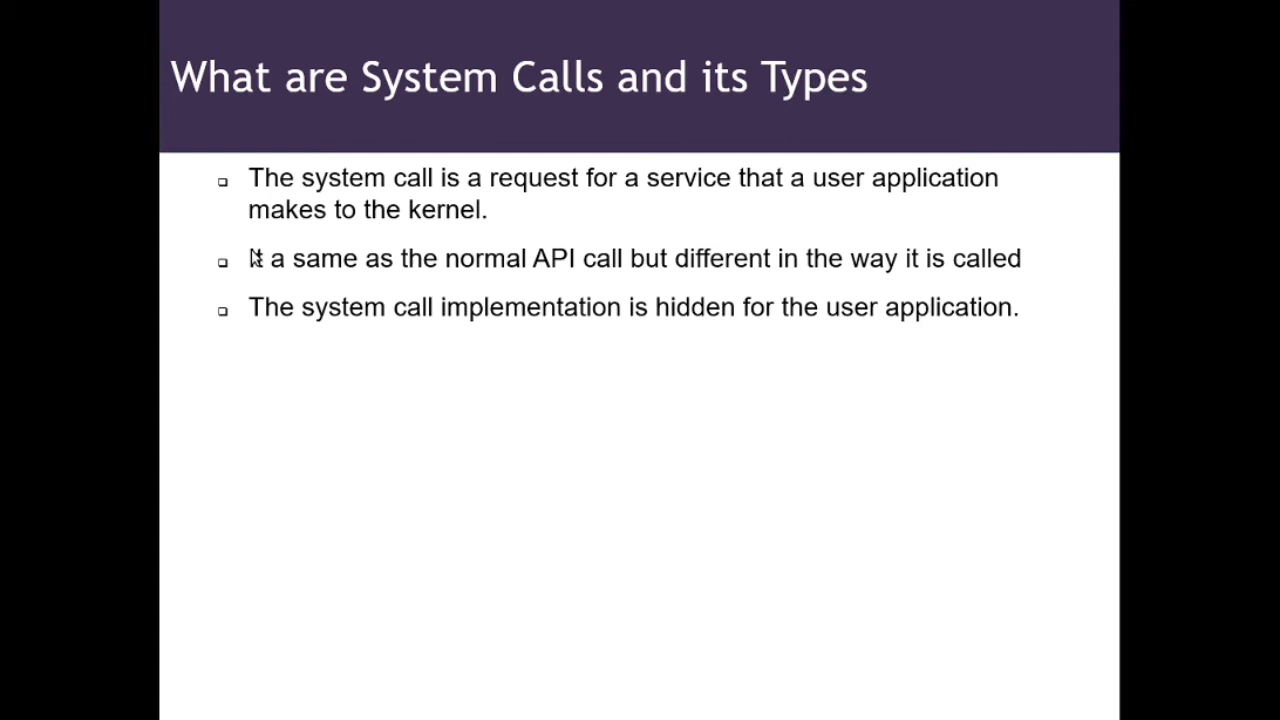 What are System Calls and its Types
The system call is a request for a service that a user application
makes to the kernel.
It a same as the normal API call but different in the way it is called
The system call implementation is hidden for the user application.